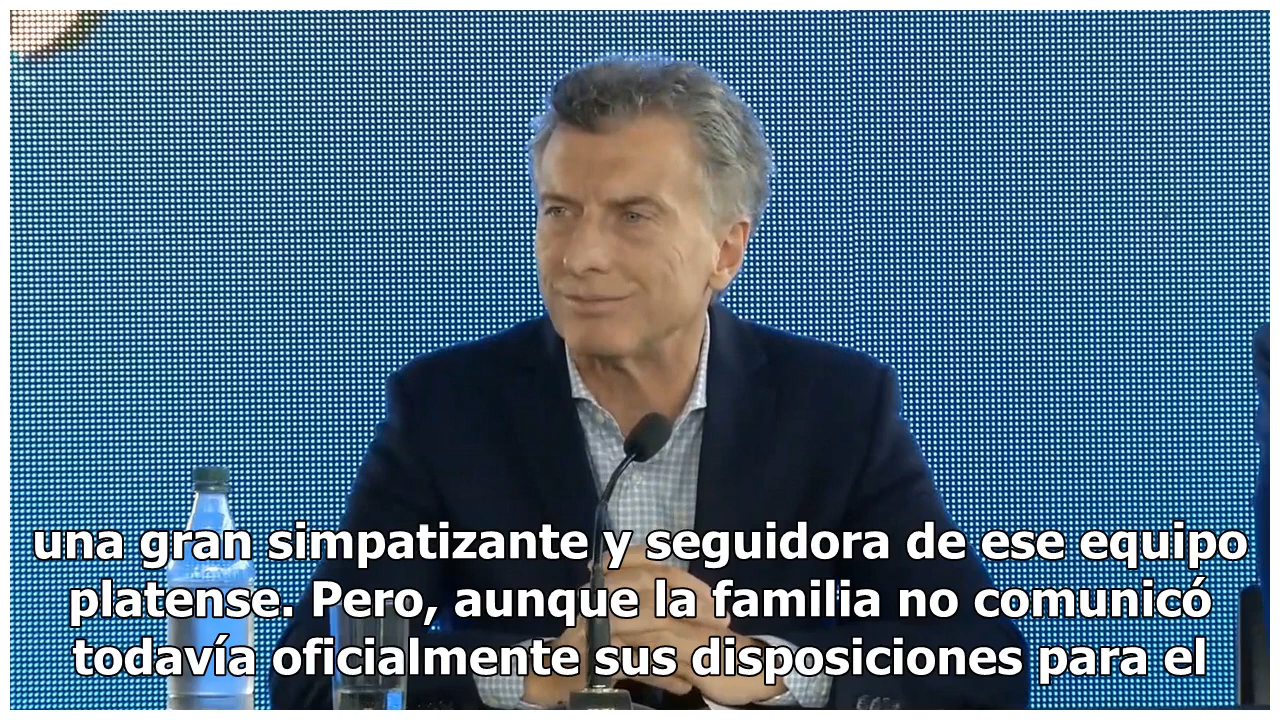 una gran simpatizante y seguidora de ese equipo
platense. Pero, aunque la familia no comunicó
todavía oficialmente sus disposiciones para el